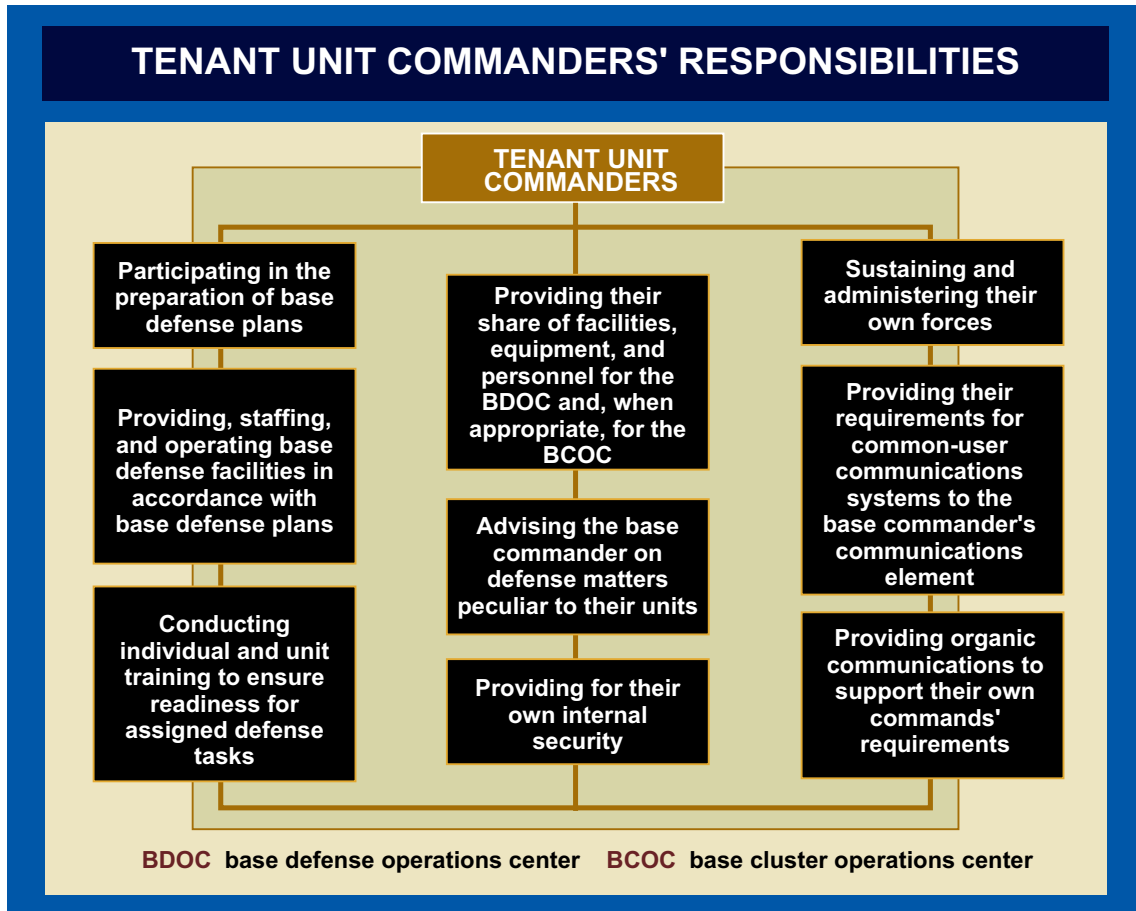 TENANT UNIT COMMANDERS' RESPONSIBILITIES
TENANT UNIT
COMMANDERS
Participating in the
preparation of base
defense plans
Providing, staffing,
and operating base
defense facilities in
accordance with
base defense plans
Conducting
individual and unit
training to ensure
readiness for
assigned defense
tasks
Providing their
share of facilities,
equipment, and
personnel for the
BDOC and, when
appropriate, for the
BCOC
Advising the base
commander on
defense matters
peculiar to their units
Providing for their
own internal
security
Sustaining and
administering their
own forces
Providing their
requirements for
common-user
communications
systems to the
base commander's
communications
element
Providing organic
communications to
support their own
commands'
requirements
BDOC base defense operations center BCOC base cluster operations center